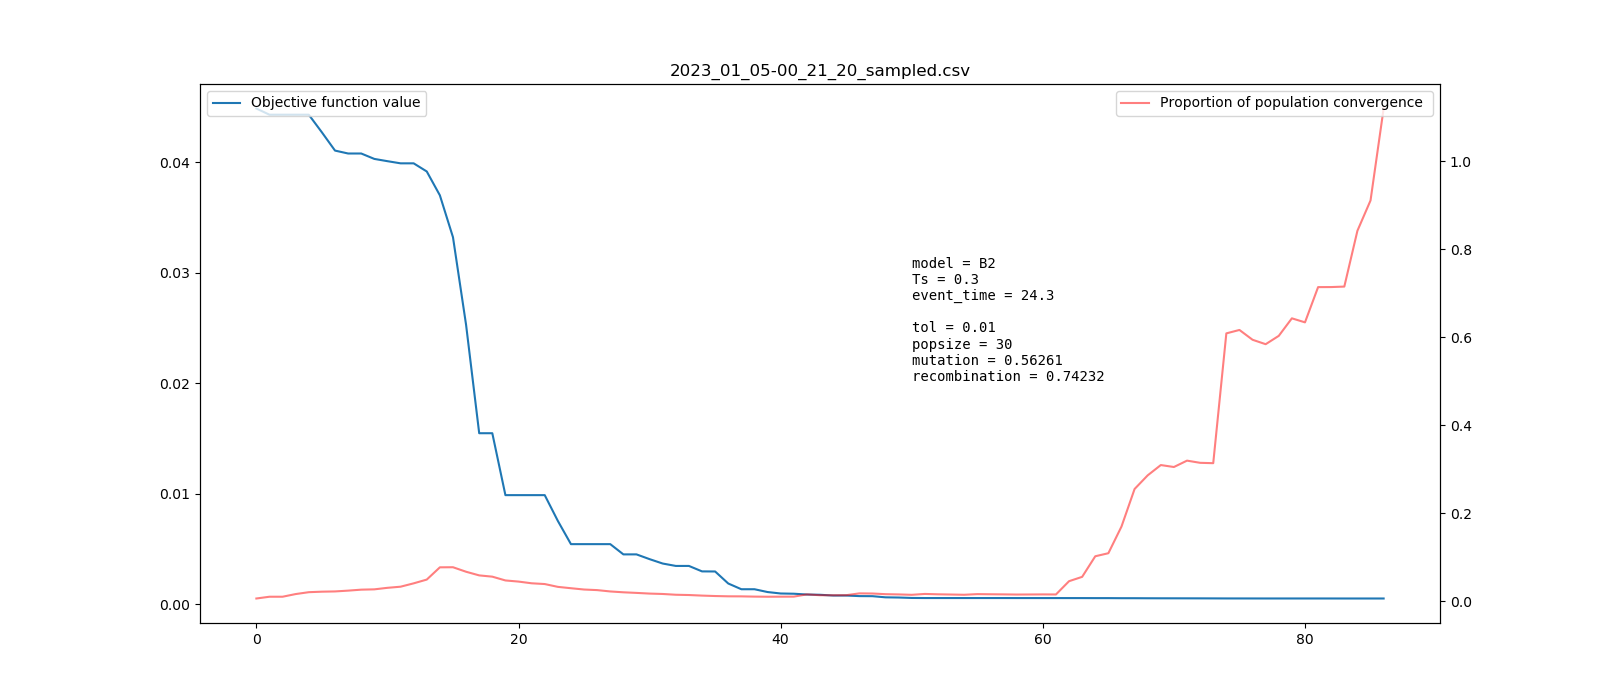 2023_01_05-00_21_20_sampled.csv
Objective function value
Proportion of population convergence
0.04
0.03
0.02
0.01
0.00
model = B2
Ts = 0.3
event_time = 24.3
tol = 0.01
popsize = 30
mutation = 0.56261
recombination = 0.74232
1.0
0.8
0.6
0.4
0.2
0.0
0 20 40 60 80